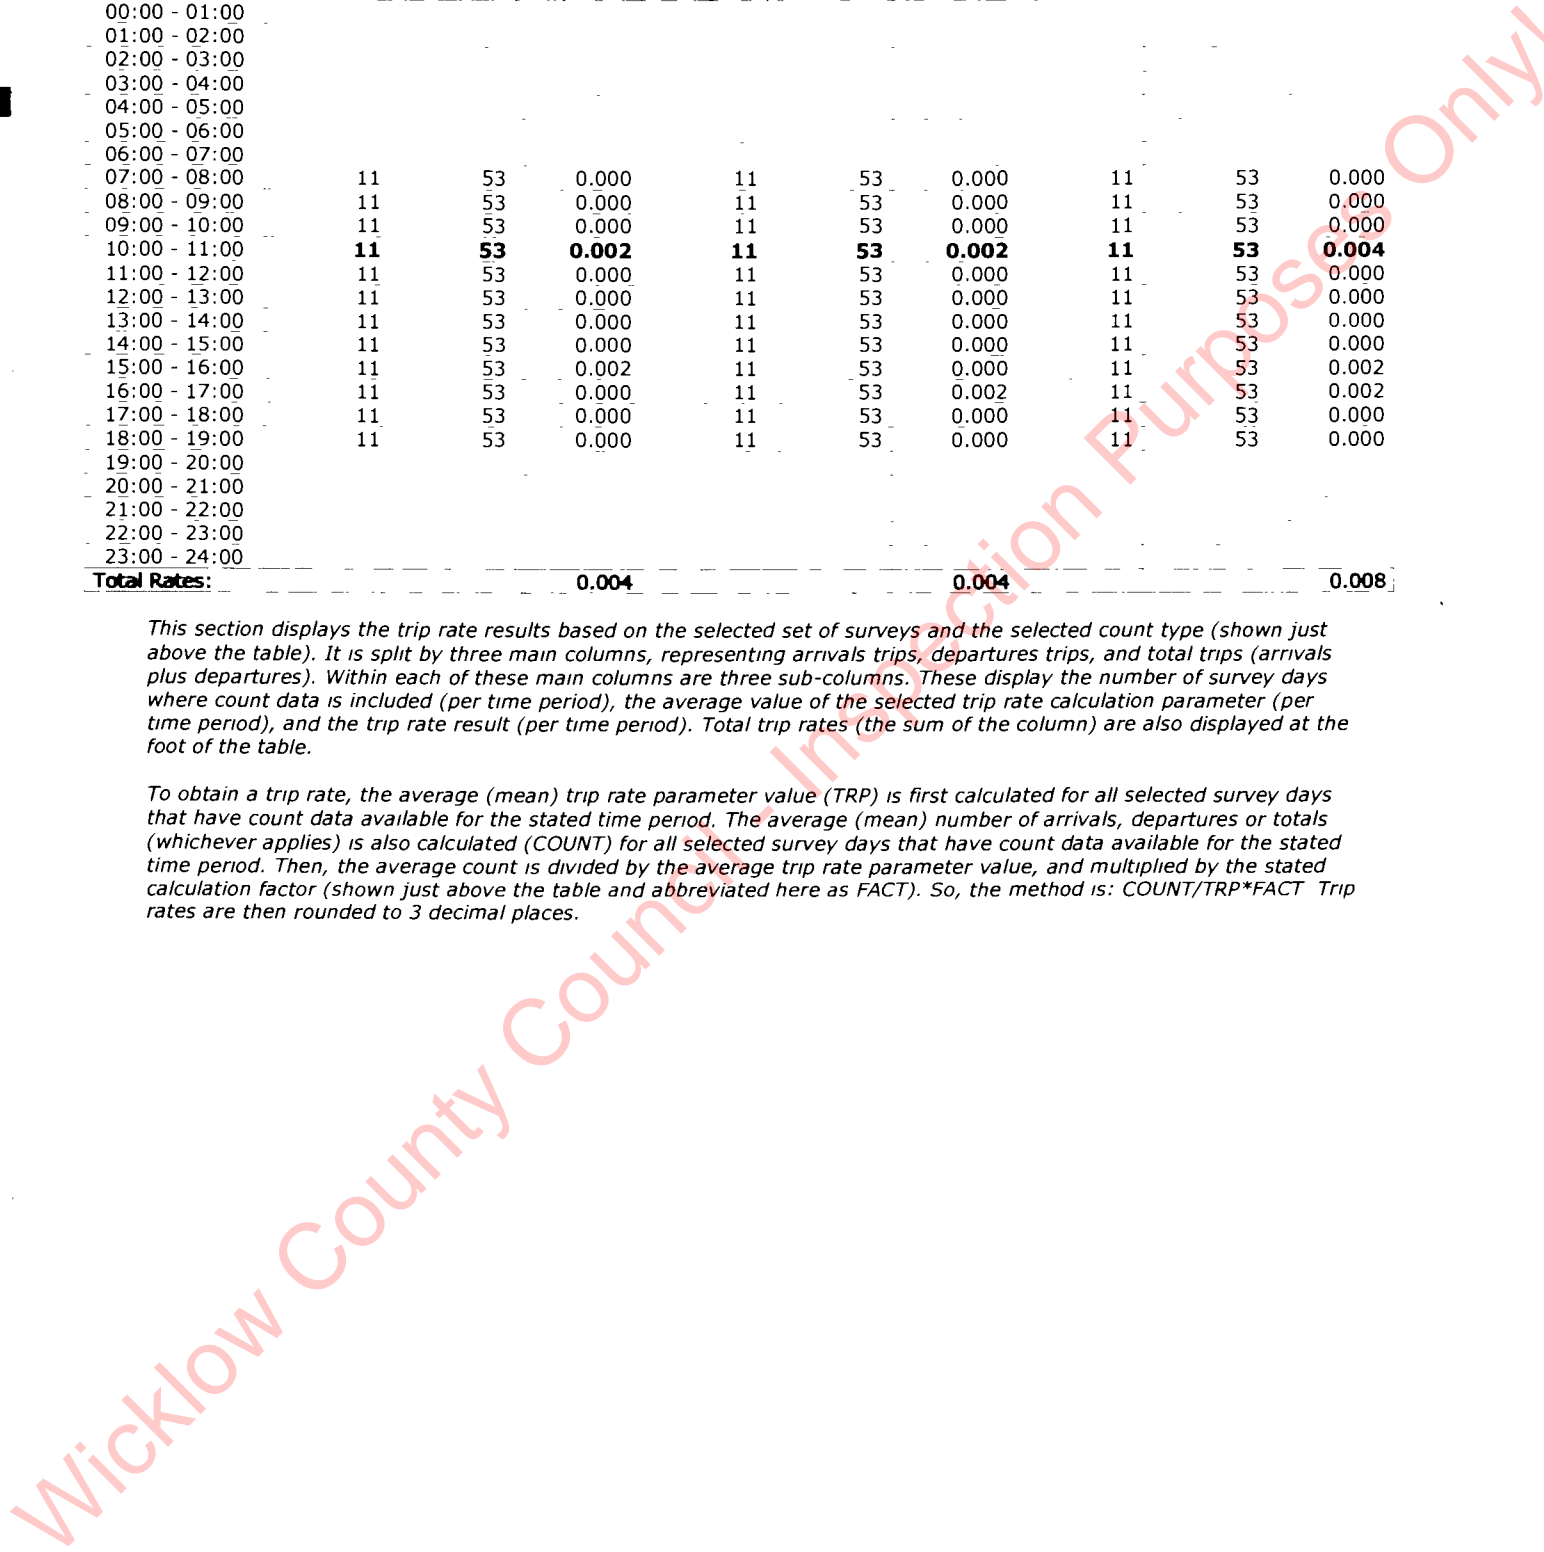 00:00 - 01:00
01:00 - 02:00
02:00 - 03:00
03:00 - 04:00
04:00 - 05:00
05:00 - 06:00
06:00 - 07:00
07:00 - 08:00 11 53 0.000 11 53 0.000 11 53 0.000
08:00 - 09:00 11 53 0.000 11 53 0.000 11 53 0.000
09:00 - 10:00 11 53 0.000 11 53 0.000 11 53 0.000
10:00 - 11:00 11 53 0.002 11 53 0.002 11 53 0.004
11:00 - 12:00 11 53 0.000 11 53 0.000 11 53 0.000
12:00 - 13:00 11 53 0.000 11 53 0.000 11 53 0.000
13:00 - 14:00 11 53 0.000 11 53 0.000 11 53 0.000
14:00 - 15:00 11 53 0.000 11 53 0.000 11 53 0.000
15:00 - 16:00 11 53 0.002 11 53 0.000 11 53 0.002
16:00 - 17:00 11 53 0.000 11 53 0.002 11 53 0.002
17:00 - 18:00 11 53 0.000 11 53 0.000 11 53 0.000
18:00 - 19:00 11 53 0.000 11 53 0.000 11 53 0.000
19:00 - 20:00
20:00 - 21:00
21:00 - 22:00
22:00 - 23:00
23:00 - 24:00
Total Rates: 0.004 0.004 0.008
This section displays the trip rate results based on the selected set of surveys and the selected count type (shown just
above the table). It is split by three main columns, representing arrivals trips, departures trips, and total trips (arrivals
plus departures). Within each of these main columns are three sub-columns. These display the number of survey days
where count data is included (per time period), the average value of the selected trip rate calculation parameter (per
time period), and the trip rate result (per time period). Total trip rates (the sum of the column) are also displayed at the
foot of the table.
To obtain a trip rate, the average (mean) trip rate parameter value (TRP) is first calculated for all selected survey days
that have count data available for the stated time period. The average (mean) number of arrivals, departures or totals
(whichever applies) is also calculated (COUNT) for all selected survey days that have count data available for the stated
time period. Then, the average count is divided by the average trip rate parameter value, and multiplied by the stated
calculation factor (shown just above the table and abbreviated here as FACT). So, the method is: COUNT/TRP*FACT Trip
rates are then rounded to 3 decimal places.
Wicklow County Council - Inspection Purposes Only!